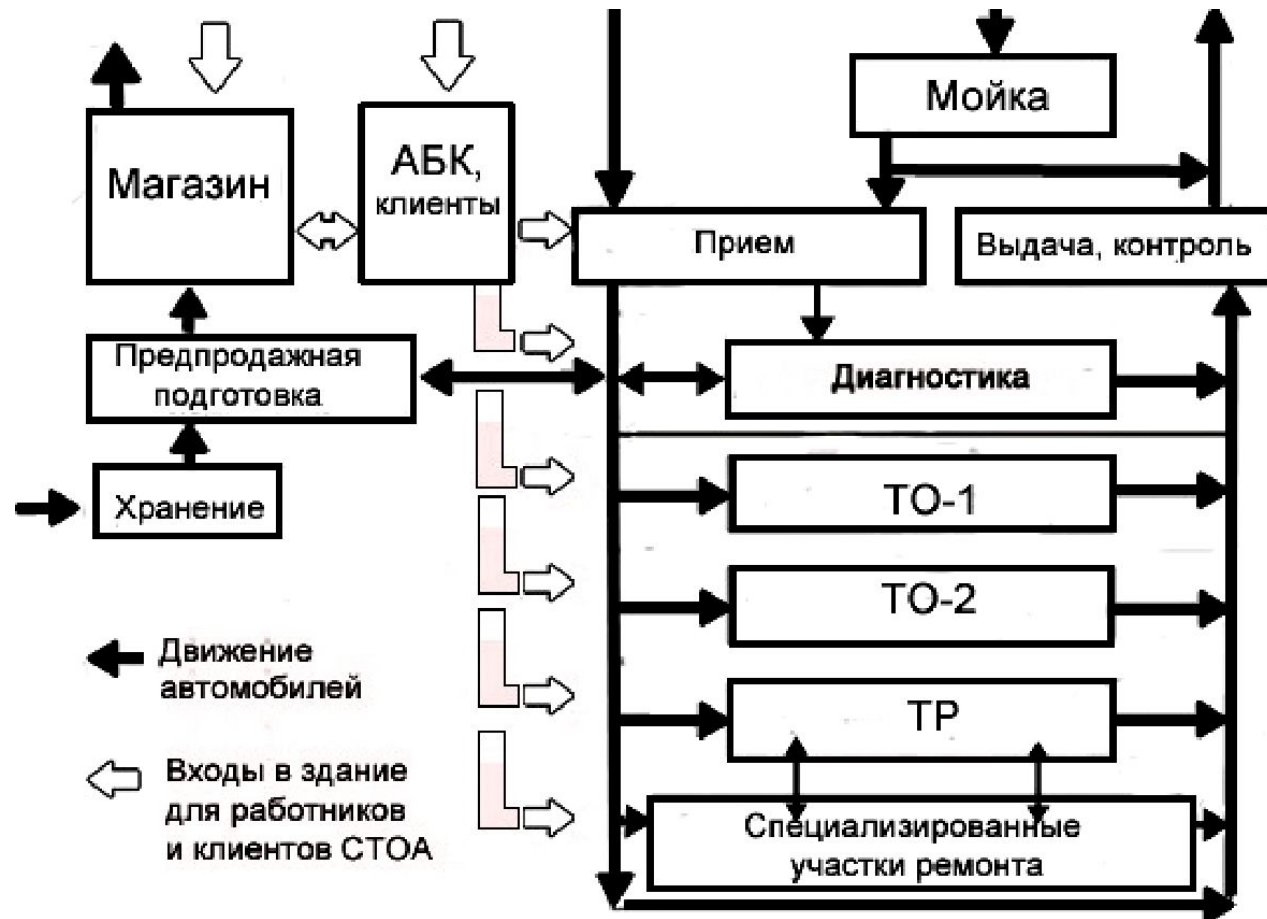 Мойка
Магазин
АБК,
клиенты
Прием
Выдача, контроль
Предпродажная
подготовка
Диагностика
Хранение
ТО-1
ТО-2
Движение
автомобилей
ТР
Входы в здание
для работников
и клиентов СТОА
Специализированные
участки ремонта